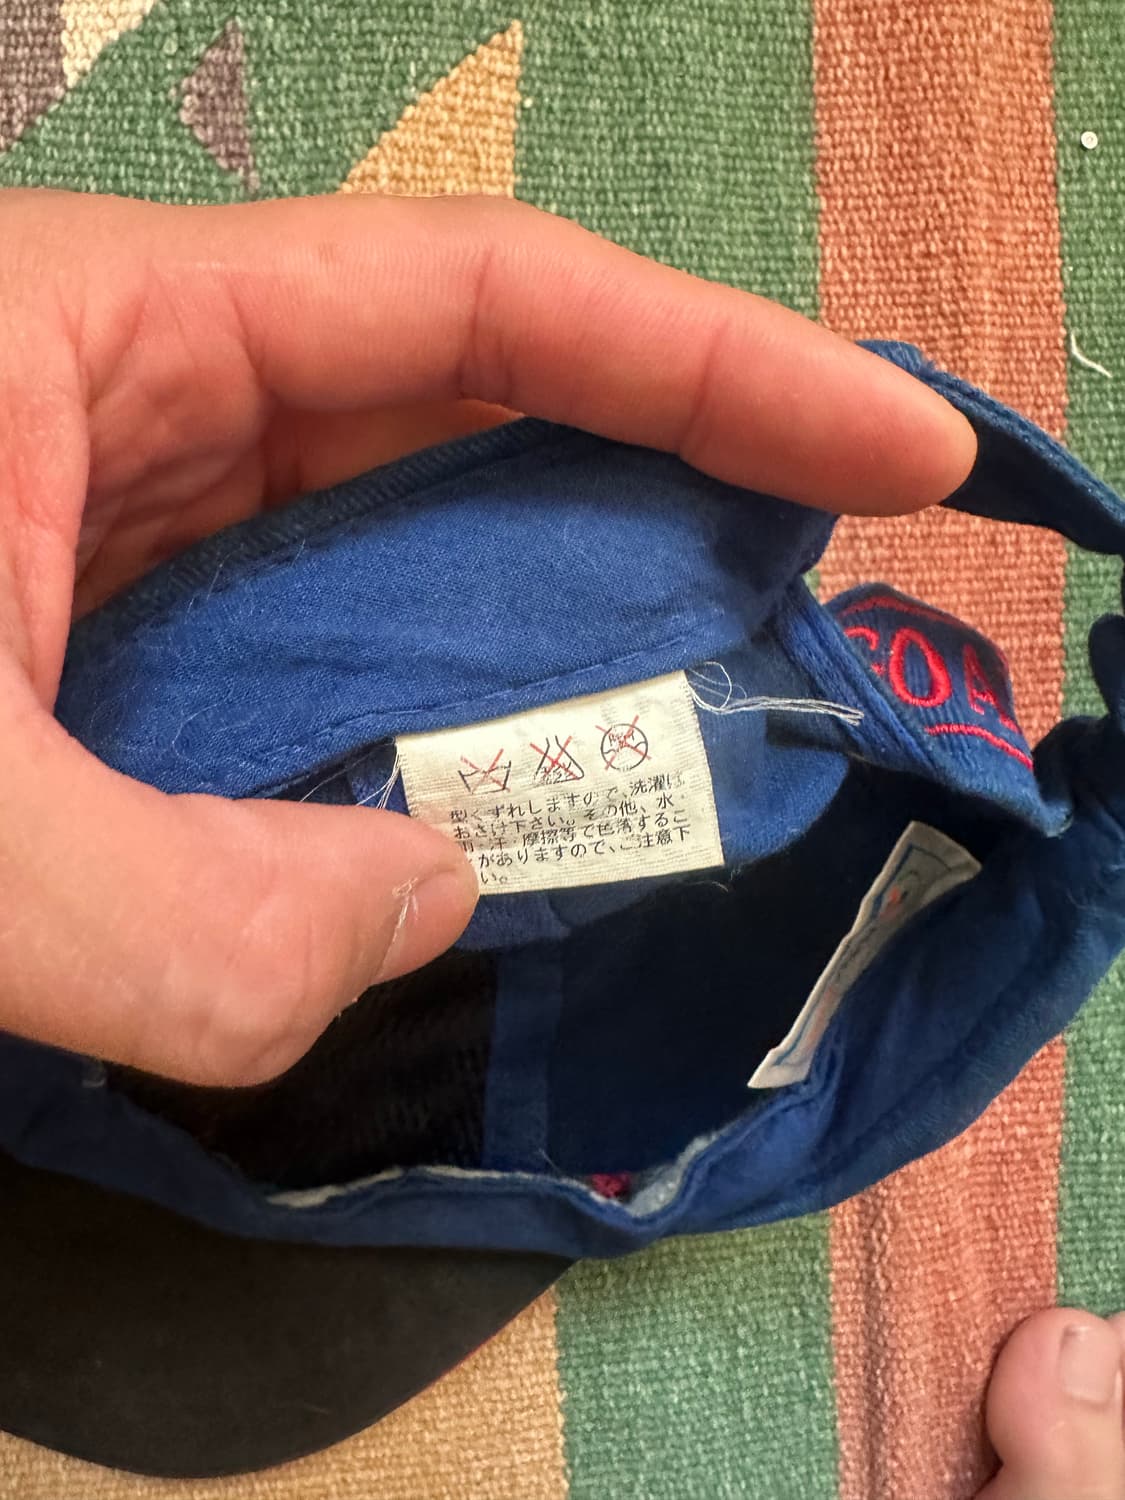 型くずれしますので、洗濯は
おさけ下さい。その他、水・
汗・摩擦等で色落するこ
がありますので、ご注意下
い。
OA